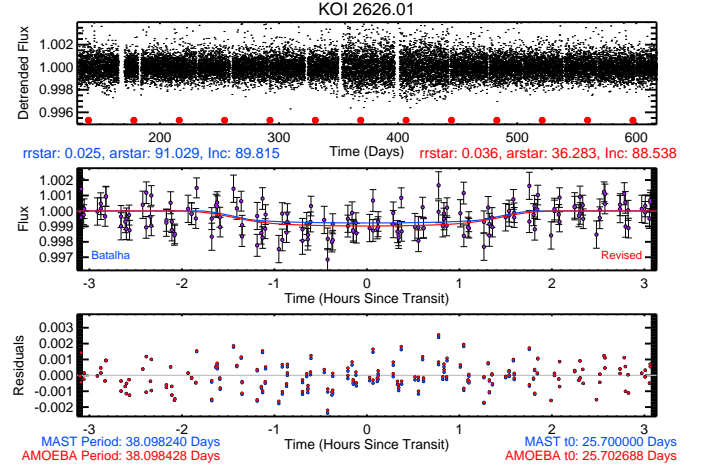 KOI 2626.01
Detrended Flux
1.002
1.000
0.998
0.996
200 300 400 500 600
Time (Days)
rrstar: 0.025, arstar: 91.029, Inc: 89.815
rrstar: 0.036, arstar: 36.283, Inc: 88.538
Flux
1.002
1.001
1.000
0.999
0.998
0.997
Batalha
Revised
-3 -2 -1 0 1 2 3
Time (Hours Since Transit)
Residuals
0.003
0.002
0.001
0.000
-0.001
-0.002
-3 -2 -1 0 1 2 3
Time (Hours Since Transit)
MAST Period: 38.098240 Days
AMOEBA Period: 38.098428 Days
MAST t0: 25.700000 Days
AMOEBA t0: 25.702688 Days